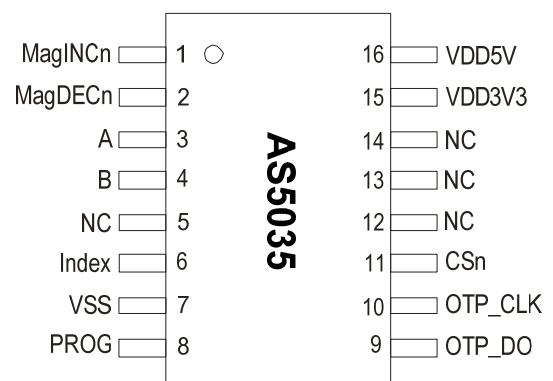 MagINCn 1 16 VDD5V
MagDECn 2 15 VDD3V3
A 3 14 NC
B 4 13 NC
NC 5 12 NC
Index 6 11 CSn
VSS 7 10 OTP_CLK
PROG 8 9 OTP_DO
AS5035